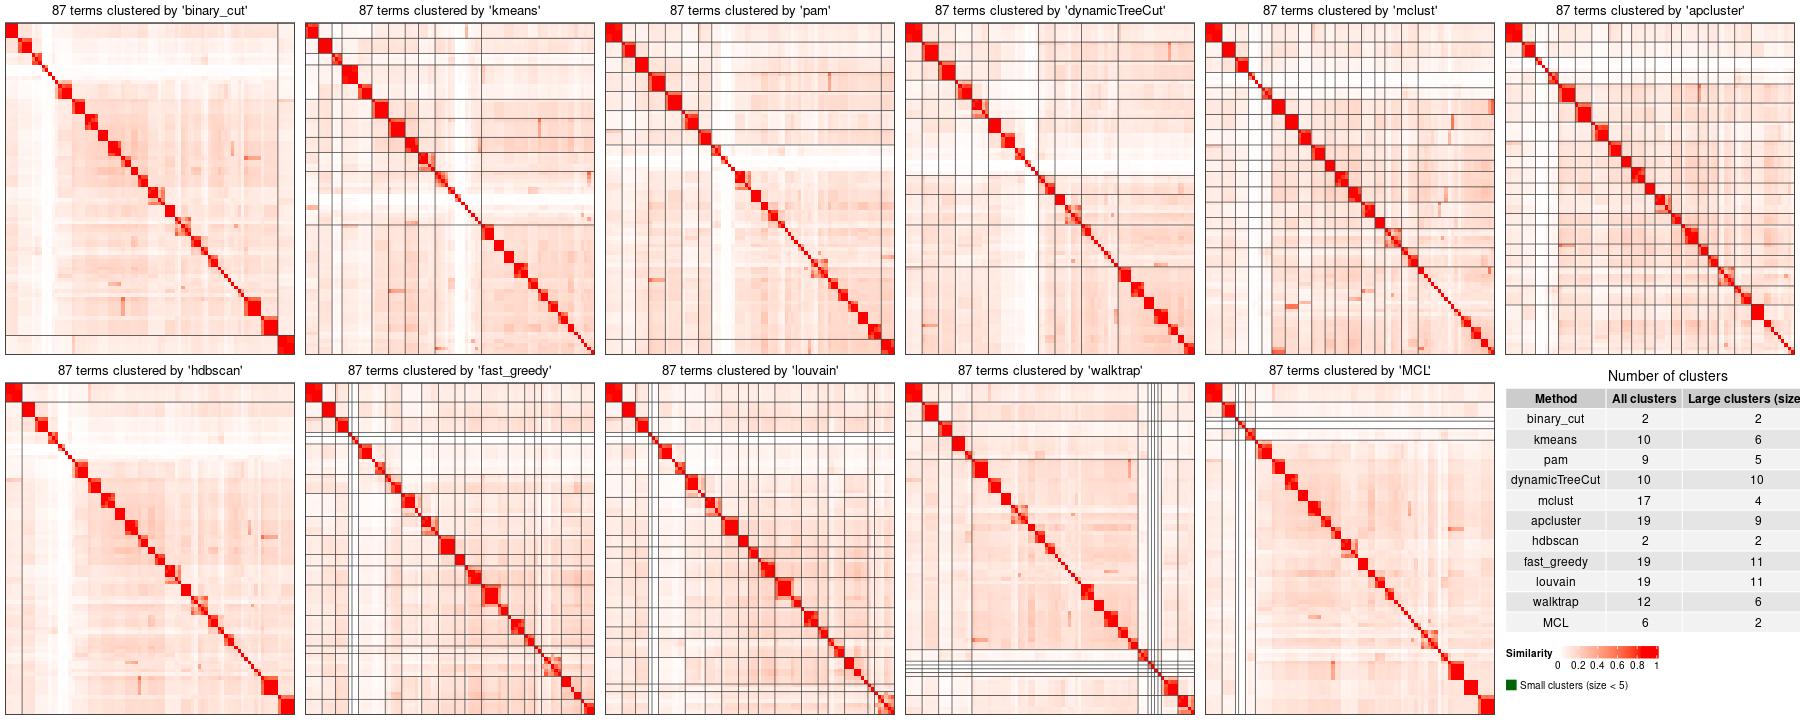 87 terms clustered by 'binary_cut'
87 terms clustered by 'kmeans'
87 terms clustered by 'pam'
87 terms clustered by 'dynamicTreeCut'
87 terms clustered by 'mclust'
87 terms clustered by 'apcluster'
87 terms clustered by 'hdbscan'
87 terms clustered by 'fast_greedy'
87 terms clustered by 'louvain'
87 terms clustered by 'walktrap'
87 terms clustered by 'MCL'
Number of clusters
Method All clusters Large clusters (size
binary_cut 2 2
kmeans 10 6
pam 9 5
dynamicTreeCut 10 10
mclust 17 4
apcluster 19 9
hdbscan 2 2
fast_greedy 19 11
louvain 19 11
walktrap 12 6
MCL 6 2
Similarity
0 0.2 0.4 0.6 0.8 1
Small clusters (size < 5)